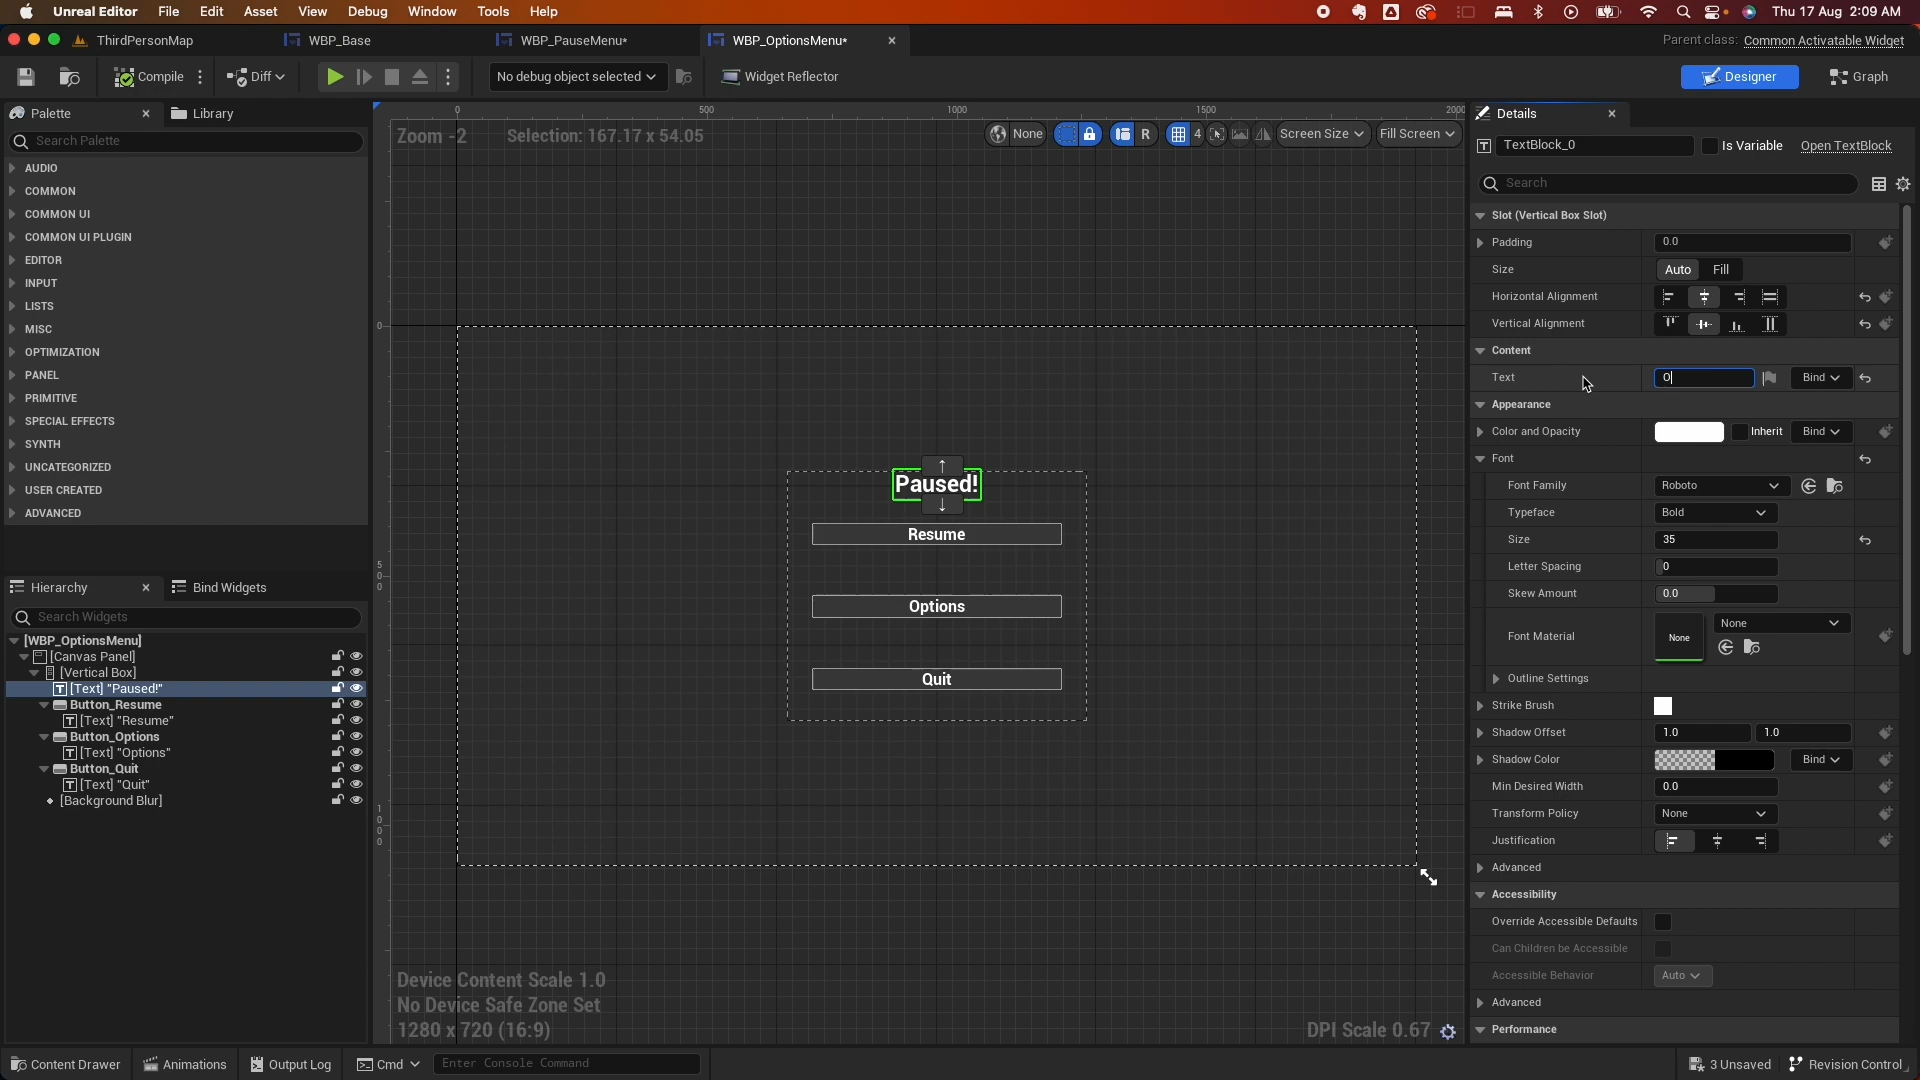 Unreal Editor File Edit Asset View Debug Window Tools Help Thu 17 Aug 2:09 AM
ThirdPersonMap WBP_Base WBP_PauseMenu* WBP_OptionsMenu* Parent class: Common Activatable Widget
Compile Diff No debug object selected Widget Reflector Designer Graph
Palette Library
Search Palette
AUDIO
COMMON
COMMON UI
COMMON UI PLUGIN
EDITOR
INPUT
LISTS
MISC
OPTIMIZATION
PANEL
PRIMITIVE
SPECIAL EFFECTS
SYNTH
UNCATEGORIZED
USER CREATED
ADVANCED
Hierarchy Bind Widgets
Search Widgets
[WBP_OptionsMenu]
[Canvas Panel]
[Vertical Box]
[Text] "Paused!"
Button_Resume
[Text] "Resume"
Button_Options
[Text] "Options"
Button_Quit
[Text] "Quit"
[Background Blur]
0 500 1000 1500 2000
Zoom -2 Selection: 167.17 x 54.05 None R 4 Screen Size Fill Screen
0
500
1000
Paused!
Resume
Options
Quit
Device Content Scale 1.0
No Device Safe Zone Set
1280 x 720 (16:9) DPI Scale 0.67
Details
TextBlock_0 Is Variable Open TextBlock
Search
Slot (Vertical Box Slot)
Padding 0.0
Size Auto Fill
Horizontal Alignment
Vertical Alignment
Content
Text O Bind
Appearance
Color and Opacity Inherit Bind
Font
Font Family Roboto
Typeface Bold
Size 35
Letter Spacing 0
Skew Amount 0.0
Font Material None None
Outline Settings
Strike Brush
Shadow Offset 1.0 1.0
Shadow Color Bind
Min Desired Width 0.0
Transform Policy None
Justification
Advanced
Accessibility
Override Accessible Defaults
Can Children be Accessible
Accessible Behavior Auto
Advanced
Performance
Content Drawer Animations Output Log Cmd Enter Console Command 3 Unsaved Revision Control